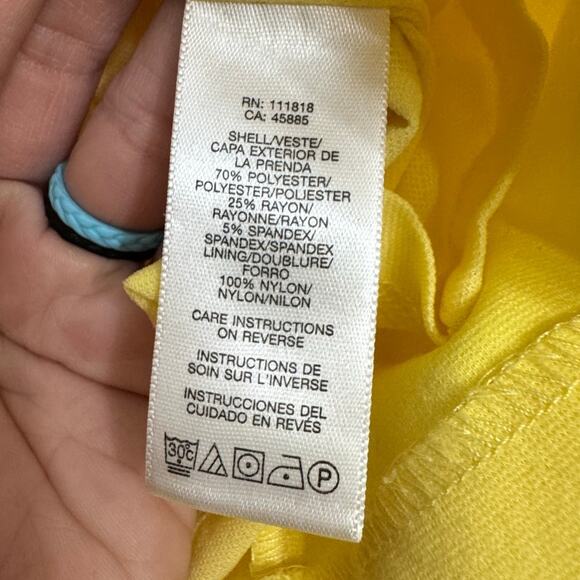 RN: 111818
CA: 45885
SHELL/VESTE/
CAPA EXTERIOR DE
LA PRENDA
70% POLYESTER/
POLYESTER/POLIESTER
25% RAYON/
RAYONNE/RAYON
5% SPANDEX/
SPANDEX/SPANDEX
LINING/DOUBLURE/
FORRO
100% NYLON/
NYLON/NILON
CARE INSTRUCTIONS
ON REVERSE
INSTRUCTIONS DE
SOIN SUR L'INVERSE
INSTRUCCIONES DEL
CUIDADO EN REVÉS
30°C P